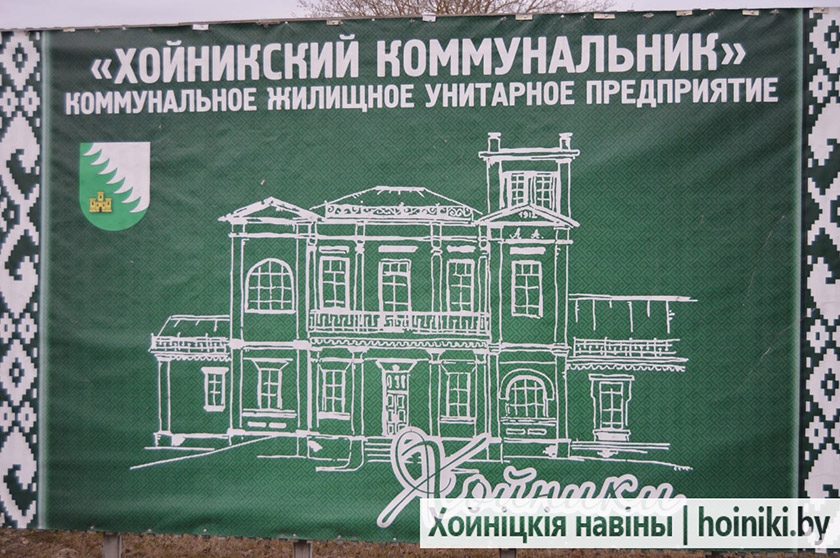 «ХОЙНИКСКИЙ КОММУНАЛЬНИК»
КОММУНАЛЬНОЕ ЖИЛИЩНОЕ УНИТАРНОЕ ПРЕДПРИЯТИЕ
1912
Л А
Хойники
Хойніцкія навіны | hoiniki.by